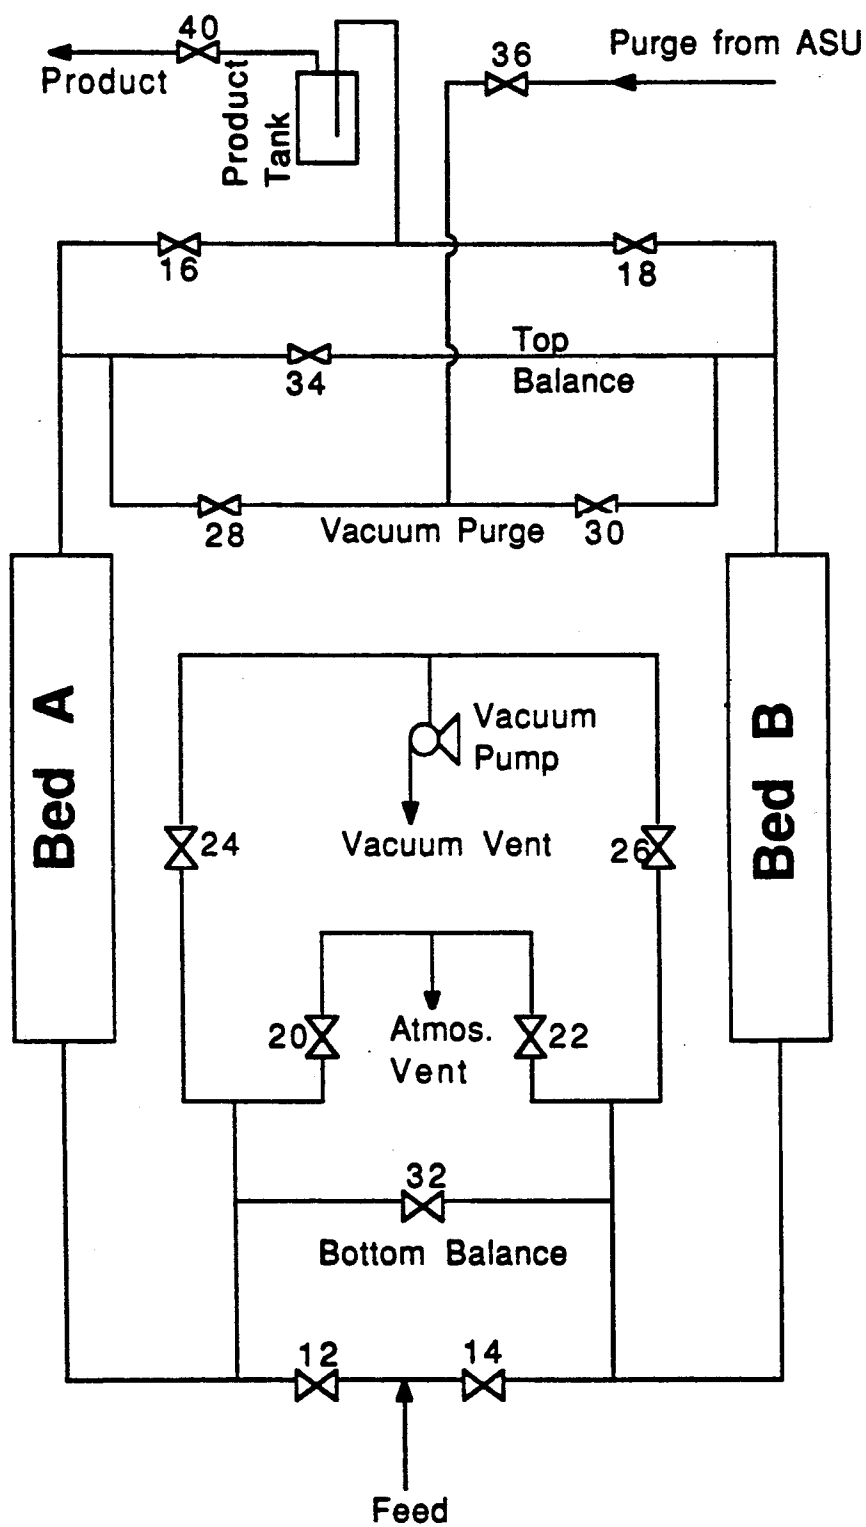 40
Product
Product
Tank
36
Purge from ASU
16
18
34
Top
Balance
28
Vacuum Purge
30
Bed A
Bed B
Vacuum
Pump
24
Vacuum Vent
26
20
Atmos.
Vent
22
32
Bottom Balance
12
14
Feed